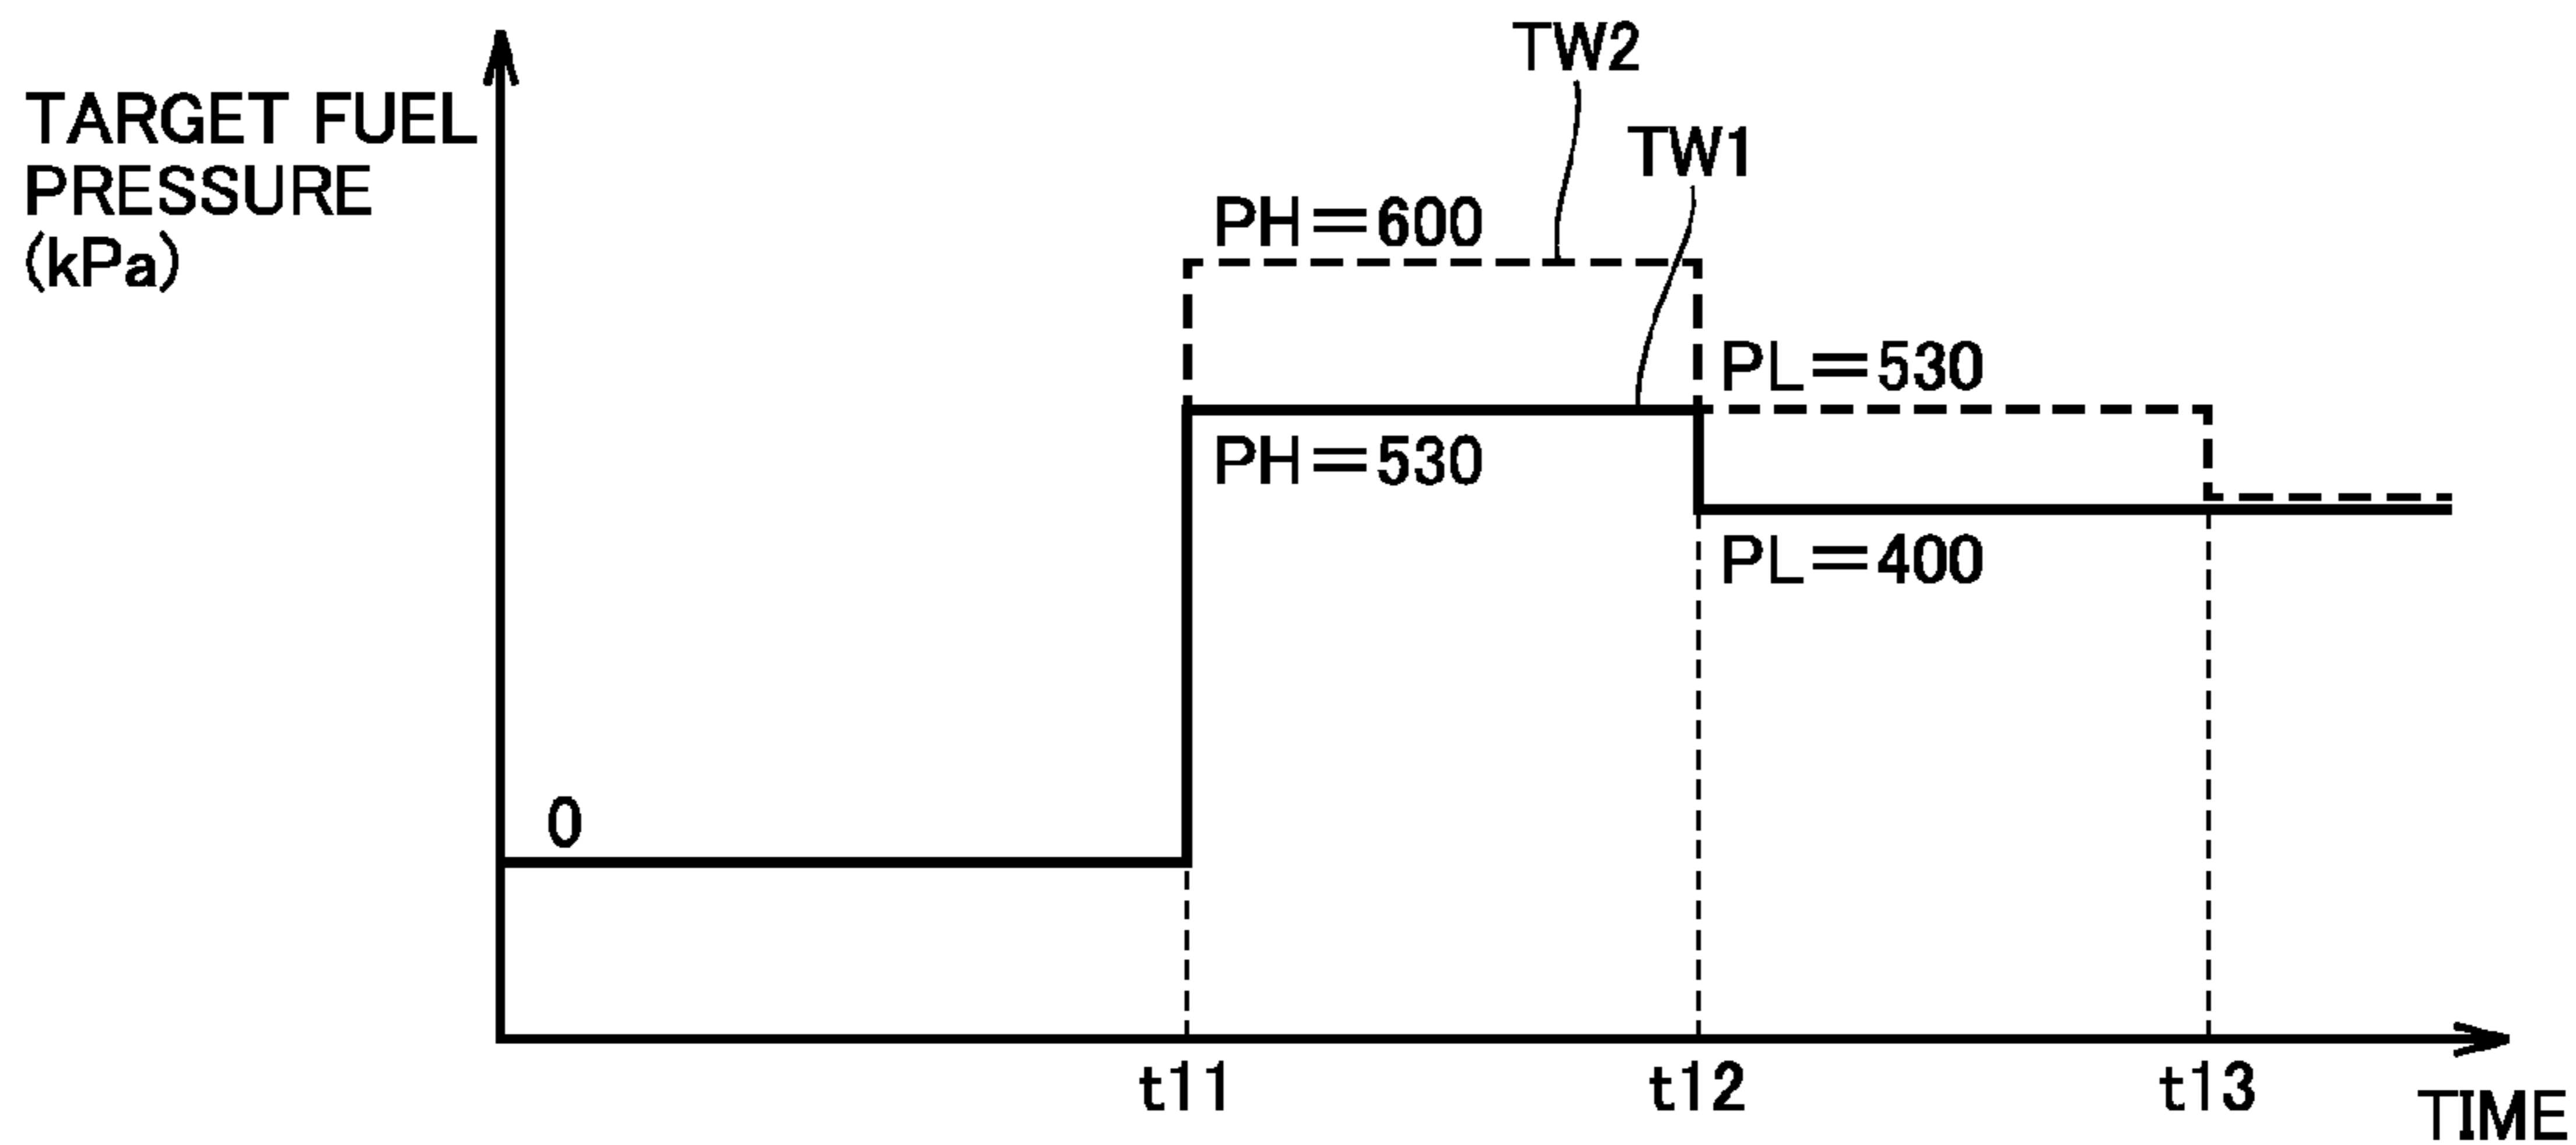 TW2
TARGET FUEL
PRESSURE
(kPa)
TW1
PH=600
PL=530
PH=530
PL=400
0
t11
t12
t13
TIME